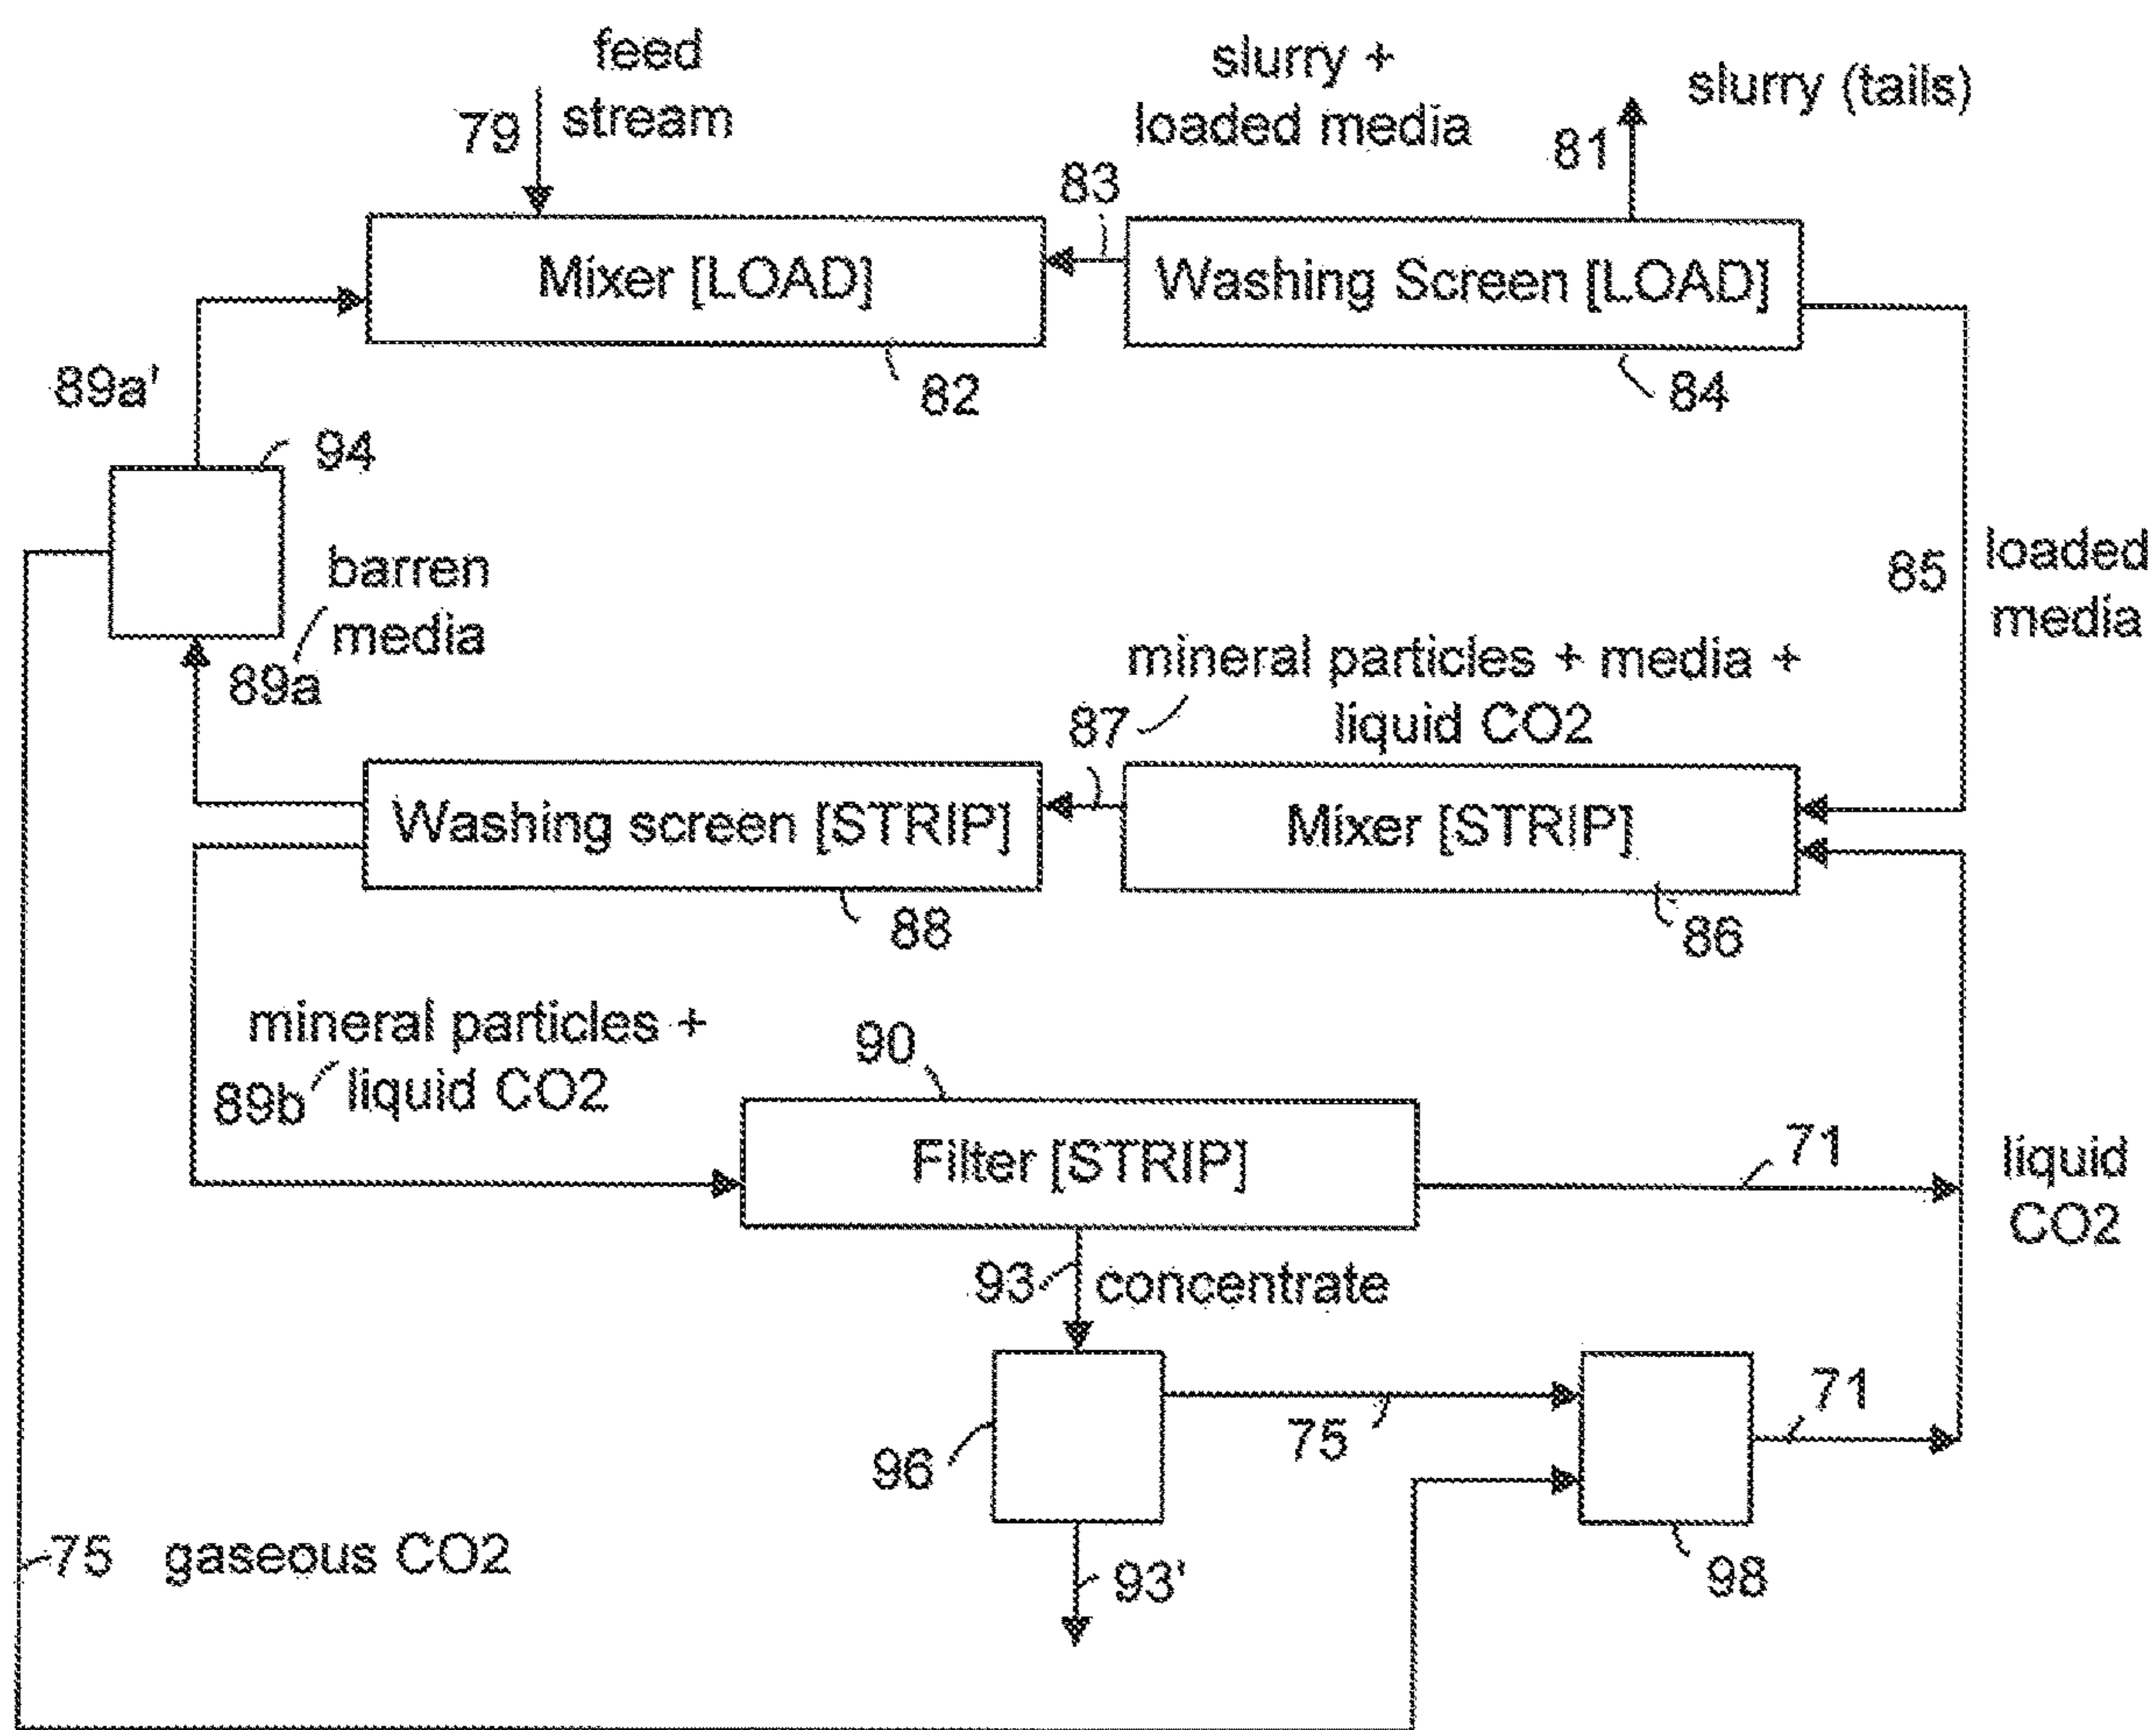 feed
stream
79
slurry +
loaded media
83
slurry (tails)
81
Mixer [LOAD]
82
Washing Screen [LOAD]
84
89a'
94
barren
media
89a
85
loaded
media
mineral particles + media +
liquid CO2
87
Washing screen [STRIP]
88
Mixer [STRIP]
86
mineral particles +
liquid CO2
89b
90
Filter [STRIP]
71
liquid
CO2
93
concentrate
96
75
71
98
75 gaseous CO2
93'